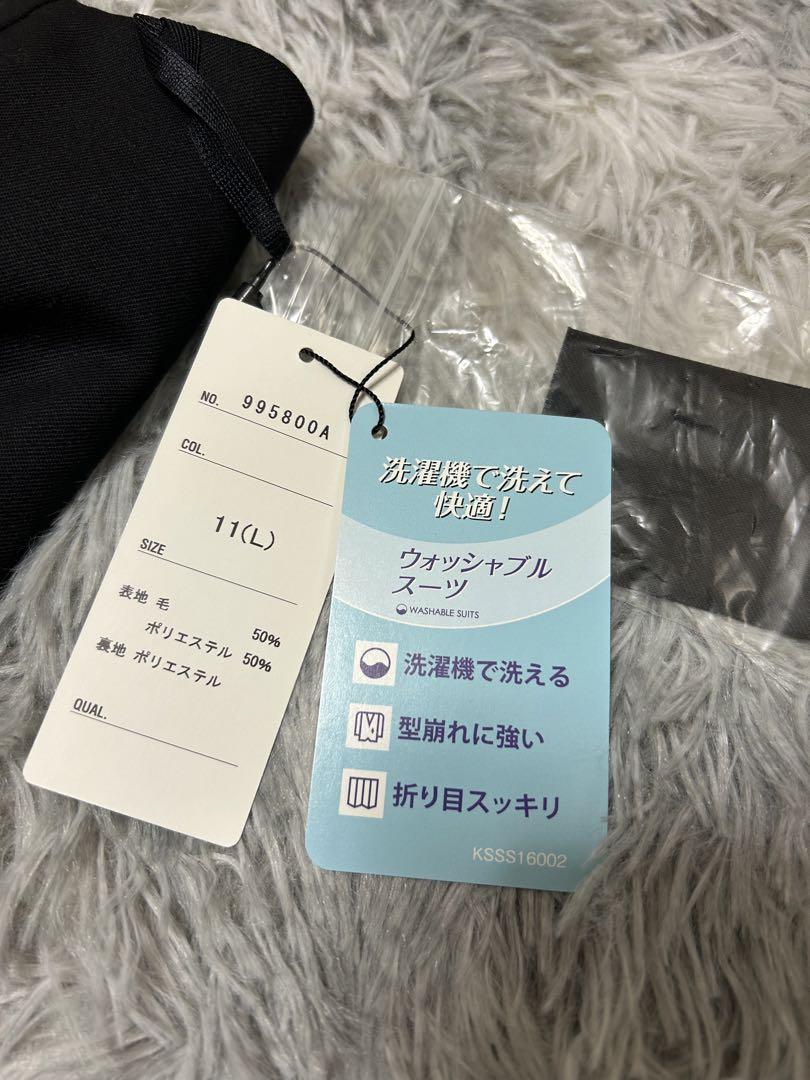 NO. 995800A
COL.
11(L)
SIZE
表地 毛 50%
ポリエステル 50%
裏地 ポリエステル
QUAL.
洗濯機で洗えて
快適!
ウォッシャブル
スーツ
WASHABLE SUITS
洗濯機で洗える
型崩れに強い
折り目スッキリ
KSSS16002